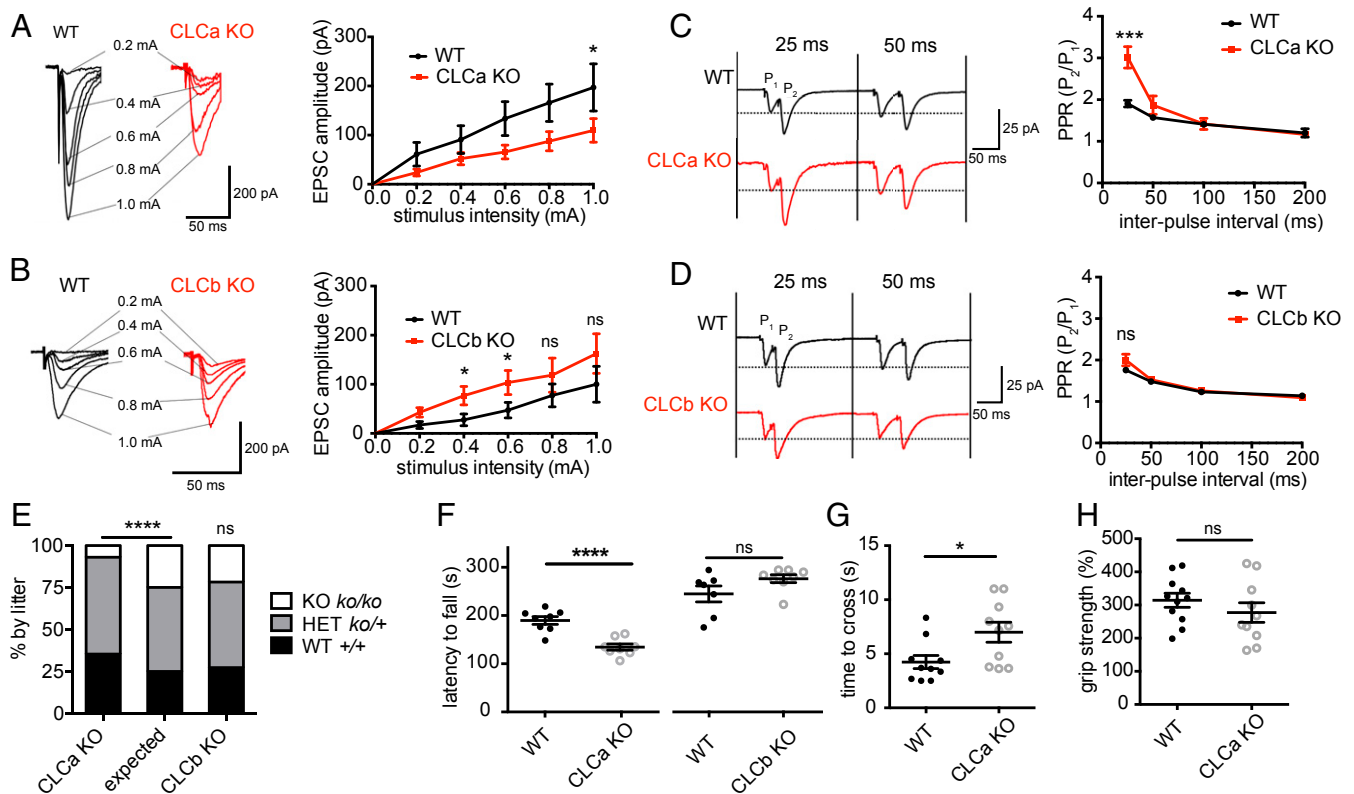 A
WT
CLCa KO
0.2 mA
0.4 mA
0.6 mA
0.8 mA
1.0 mA
200 pA
50 ms
EPSC amplitude (pA)
300
200
100
0
0.0 0.2 0.4 0.6 0.8 1.0
stimulus intensity (mA)
WT
CLCa KO
*
C
25 ms 50 ms
WT
P1 P2
CLCa KO
25 pA
50 ms
PPR (P2/P1)
4
3
2
1
0
0 50 100 150 200
inter-pulse interval (ms)
***
WT
CLCa KO
B
WT
CLCb KO
0.2 mA
0.4 mA
0.6 mA
0.8 mA
1.0 mA
200 pA
50 ms
EPSC amplitude (pA)
300
200
100
0
0.0 0.2 0.4 0.6 0.8 1.0
stimulus intensity (mA)
WT
CLCb KO
* * ns ns
D
25 ms 50 ms
WT
P1 P2
CLCb KO
25 pA
50 ms
PPR (P2/P1)
4
3
2
1
0
0 50 100 150 200
inter-pulse interval (ms)
ns
WT
CLCb KO
E
**** ns
% by litter
100
75
50
25
0
CLCa KO
expected
CLCb KO
KO ko/ko
HET ko/+
WT +/+
F
latency to fall (s)
300
200
100
0
****
WT
CLCa KO
ns
WT
CLCb KO
G
time to cross (s)
15
10
5
0
*
WT
CLCa KO
H
grip strength (%)
500
400
300
200
100
0
ns
WT
CLCa KO